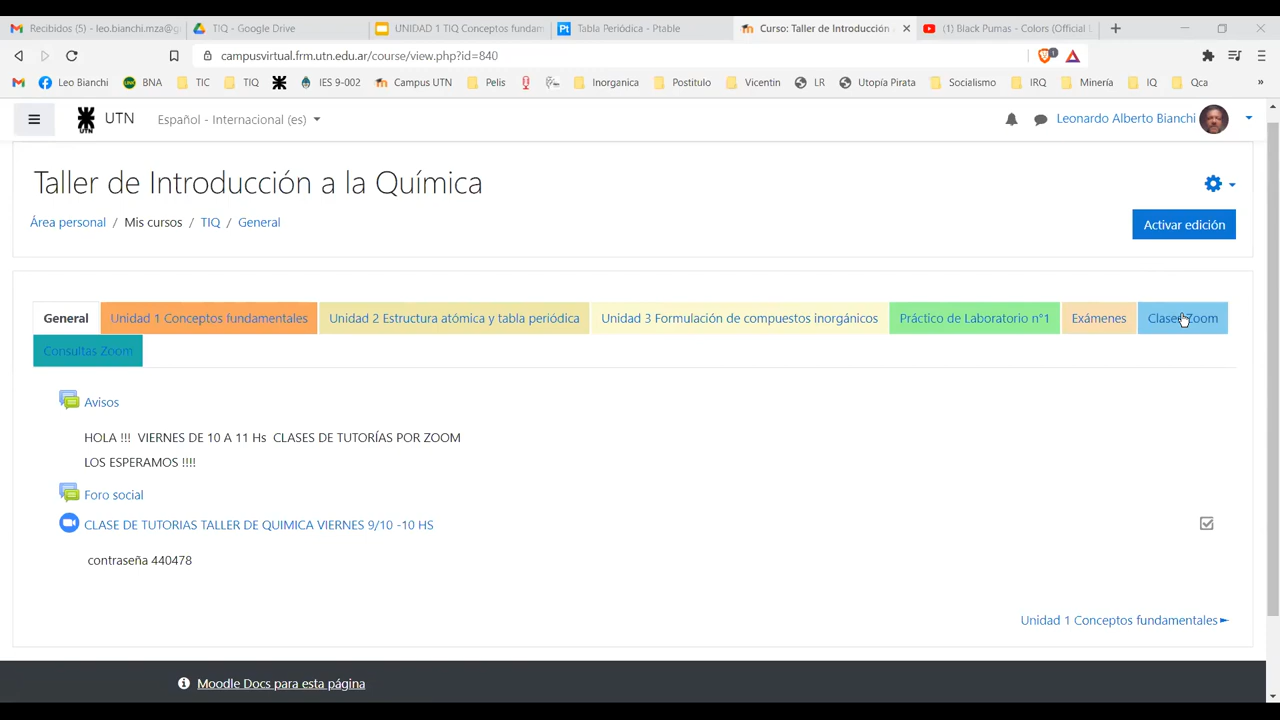 Recibidos (5) - leo.bianchi.mza@g
TIQ - Google Drive
UNIDAD 1 TIQ Conceptos fundam
Tabla Periódica - Ptable
Curso: Taller de Introducción
(1) Black Pumas - Colors (Official L
campusvirtual.frm.utn.edu.ar/course/view.php?id=840
Leo Bianchi
BNA
TIC
TIQ
IES 9-002
Campus UTN
Pelis
Inorganica
Postitulo
Vicentin
LR
Utopía Pirata
Socialismo
IRQ
Minería
IQ
Qca
UTN
Español - Internacional (es)
Leonardo Alberto Bianchi
Taller de Introducción a la Química
Área personal / Mis cursos / TIQ / General
Activar edición
General
Unidad 1 Conceptos fundamentales
Unidad 2 Estructura atómica y tabla periódica
Unidad 3 Formulación de compuestos inorgánicos
Práctico de Laboratorio n°1
Exámenes
Clases Zoom
Consultas Zoom
Avisos
HOLA !!! VIERNES DE 10 A 11 Hs CLASES DE TUTORÍAS POR ZOOM
LOS ESPERAMOS !!!!
Foro social
CLASE DE TUTORIAS TALLER DE QUIMICA VIERNES 9/10 -10 HS
contraseña 440478
Unidad 1 Conceptos fundamentales ►
Moodle Docs para esta página